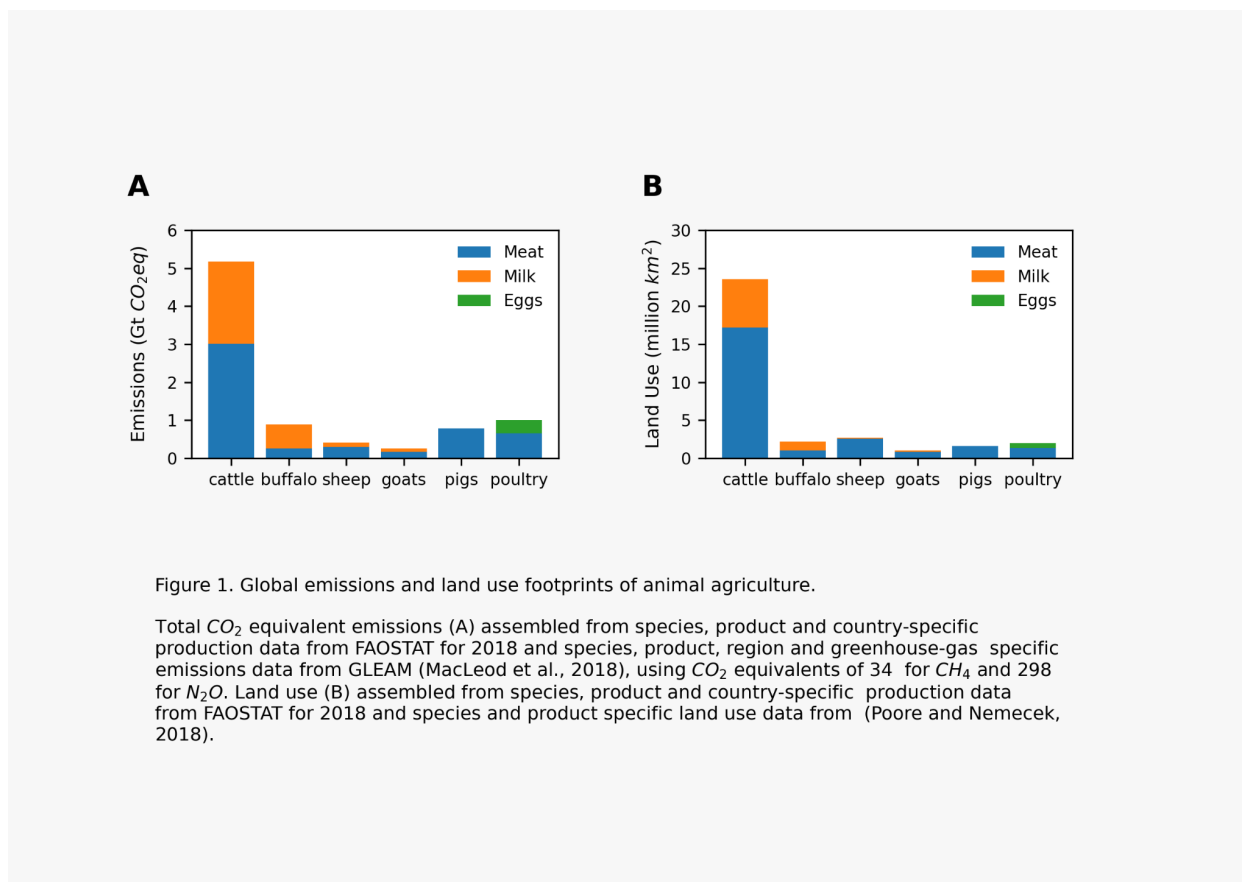 A
B
Emissions (Gt CO₂eq)
6
5
4
3
2
1
0
Meat
Milk
Eggs
cattle buffalo sheep goats pigs poultry
Land Use (million km²)
30
25
20
15
10
5
0
Meat
Milk
Eggs
cattle buffalo sheep goats pigs poultry
Figure 1. Global emissions and land use footprints of animal agriculture.
Total CO₂ equivalent emissions (A) assembled from species, product and country-specific
production data from FAOSTAT for 2018 and species, product, region and greenhouse-gas specific
emissions data from GLEAM (MacLeod et al., 2018), using CO₂ equivalents of 34 for CH₄ and 298
for N₂O. Land use (B) assembled from species, product and country-specific production data
from FAOSTAT for 2018 and species and product specific land use data from (Poore and Nemecek,
2018).